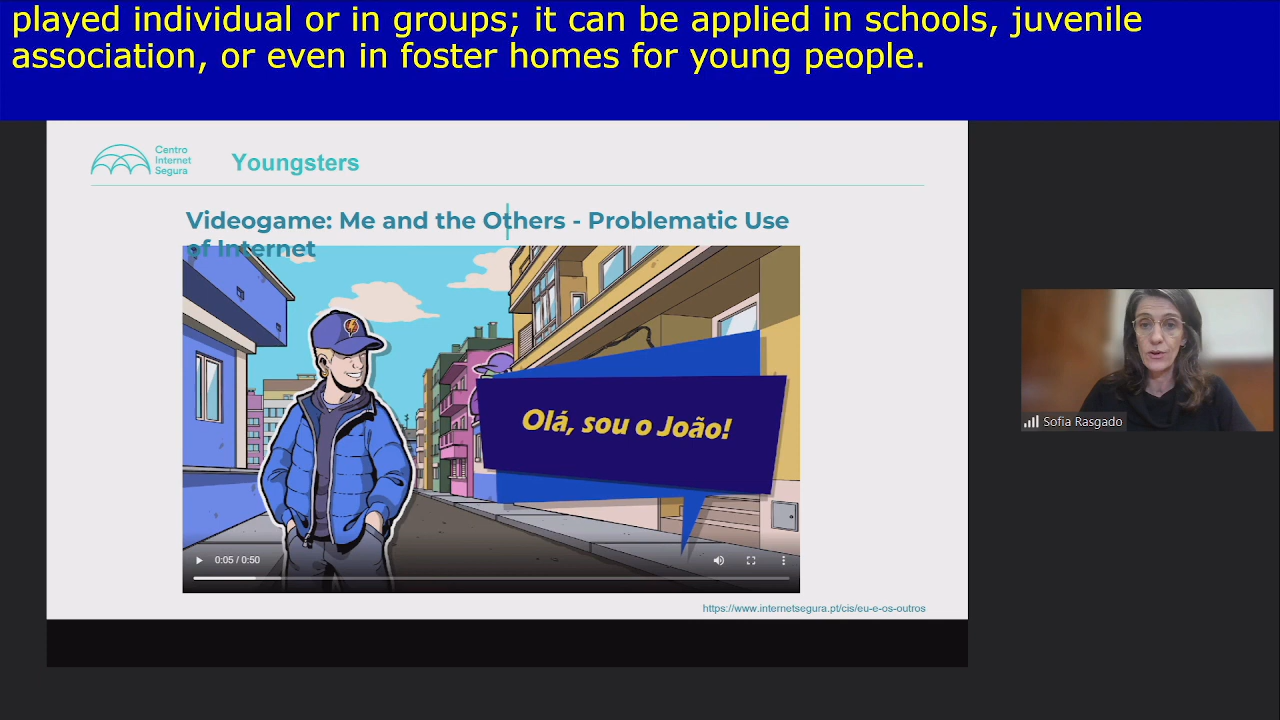 played individual or in groups; it can be applied in schools, juvenile
association, or even in foster homes for young people.
Centro
Internet
Segura
Youngsters
Videogame: Me and the Others - Problematic Use
of Internet
Olá, sou o João!
0:05 / 0:50
https://www.internetsegura.pt/cis/eu-e-os-outros
Sofia Rasgado